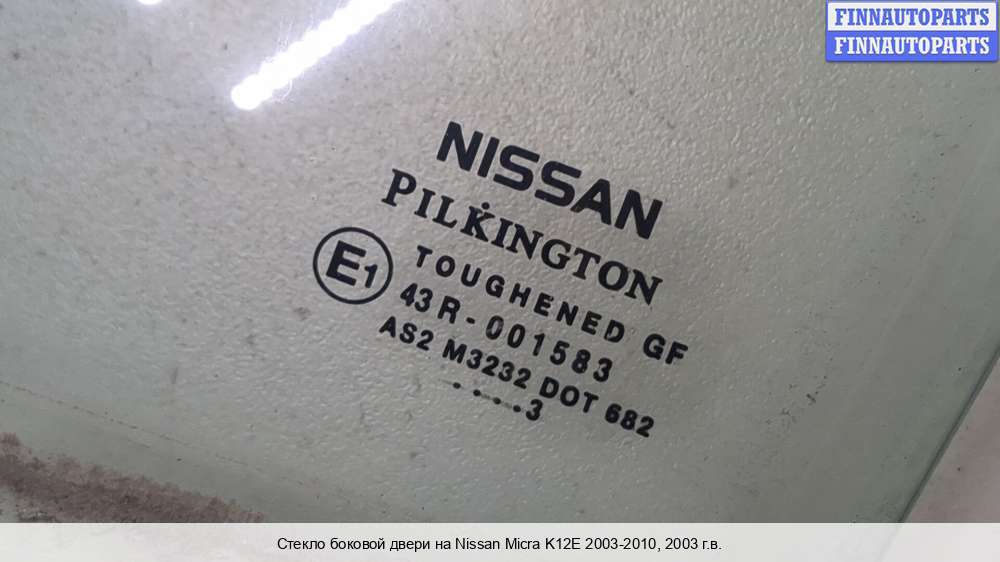 FINNAUTOPARTS
FINNAUTOPARTS
NISSAN
PILKINGTON
E1
TOUGHENED GF
43R-001583
AS2 M3232 DOT 682
....3
Стекло боковой двери на Nissan Micra K12E 2003-2010, 2003 г.в.